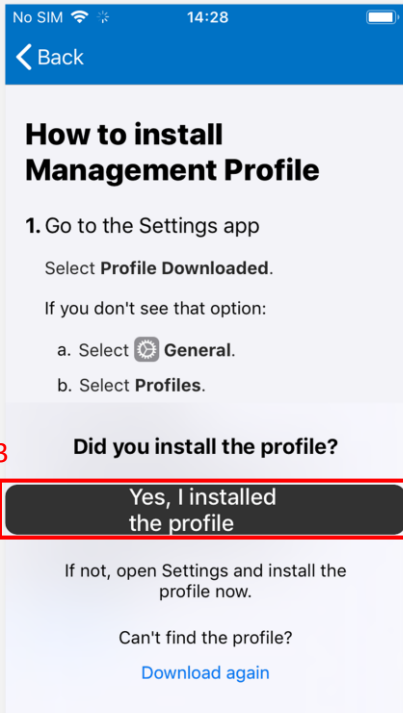 No SIM 14:28
Back
How to install
Management Profile
1. Go to the Settings app
Select Profile Downloaded.
If you don't see that option:
a. Select General.
b. Select Profiles.
Did you install the profile?
3
Yes, I installed
the profile
If not, open Settings and install the
profile now.
Can't find the profile?
Download again